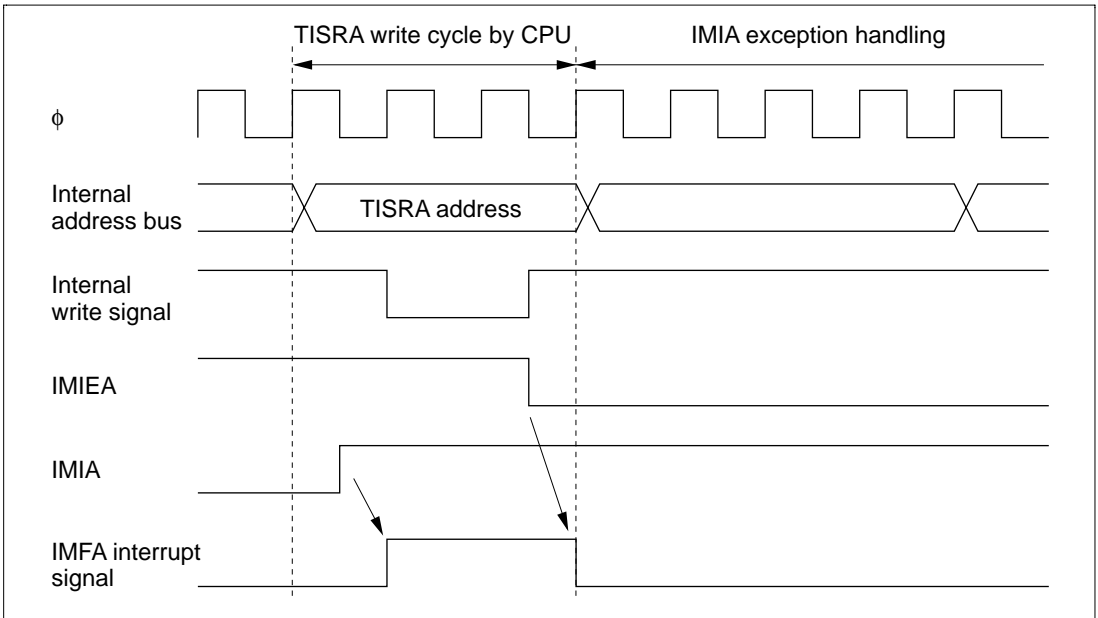 TISRA write cycle by CPU
IMIA exception handling
ϕ
Internal
address bus
TISRA address
Internal
write signal
IMIEA
IMIA
IMFA interrupt
signal